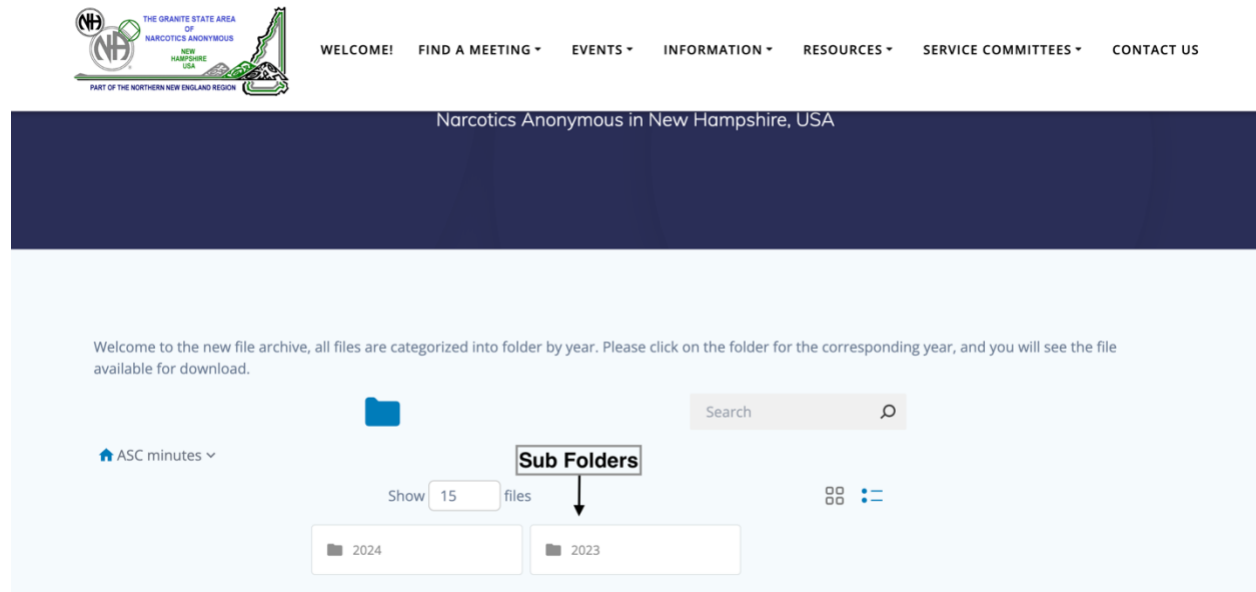 THE GRANITE STATE AREA
OF
NARCOTICS ANONYMOUS
NEW
HAMPSHIRE
USA
PART OF THE NORTHERN NEW ENGLAND REGION
NH
NA
WELCOME! FIND A MEETING EVENTS INFORMATION RESOURCES SERVICE COMMITTEES CONTACT US
Narcotics Anonymous in New Hampshire, USA
Welcome to the new file archive, all files are categorized into folder by year. Please click on the folder for the corresponding year, and you will see the file
available for download.
Search
ASC minutes
Sub Folders
Show 15 files
2024 2023